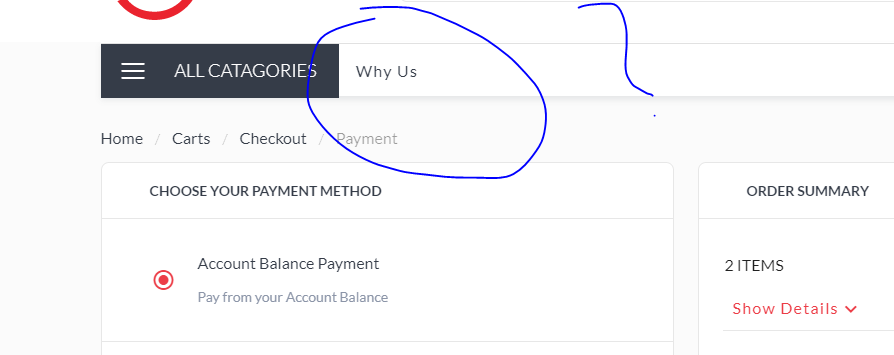 ALL CATAGORIES Why Us
Home / Carts / Checkout / Payment
CHOOSE YOUR PAYMENT METHOD
ORDER SUMMARY
Account Balance Payment
Pay from your Account Balance
2 ITEMS
Show Details